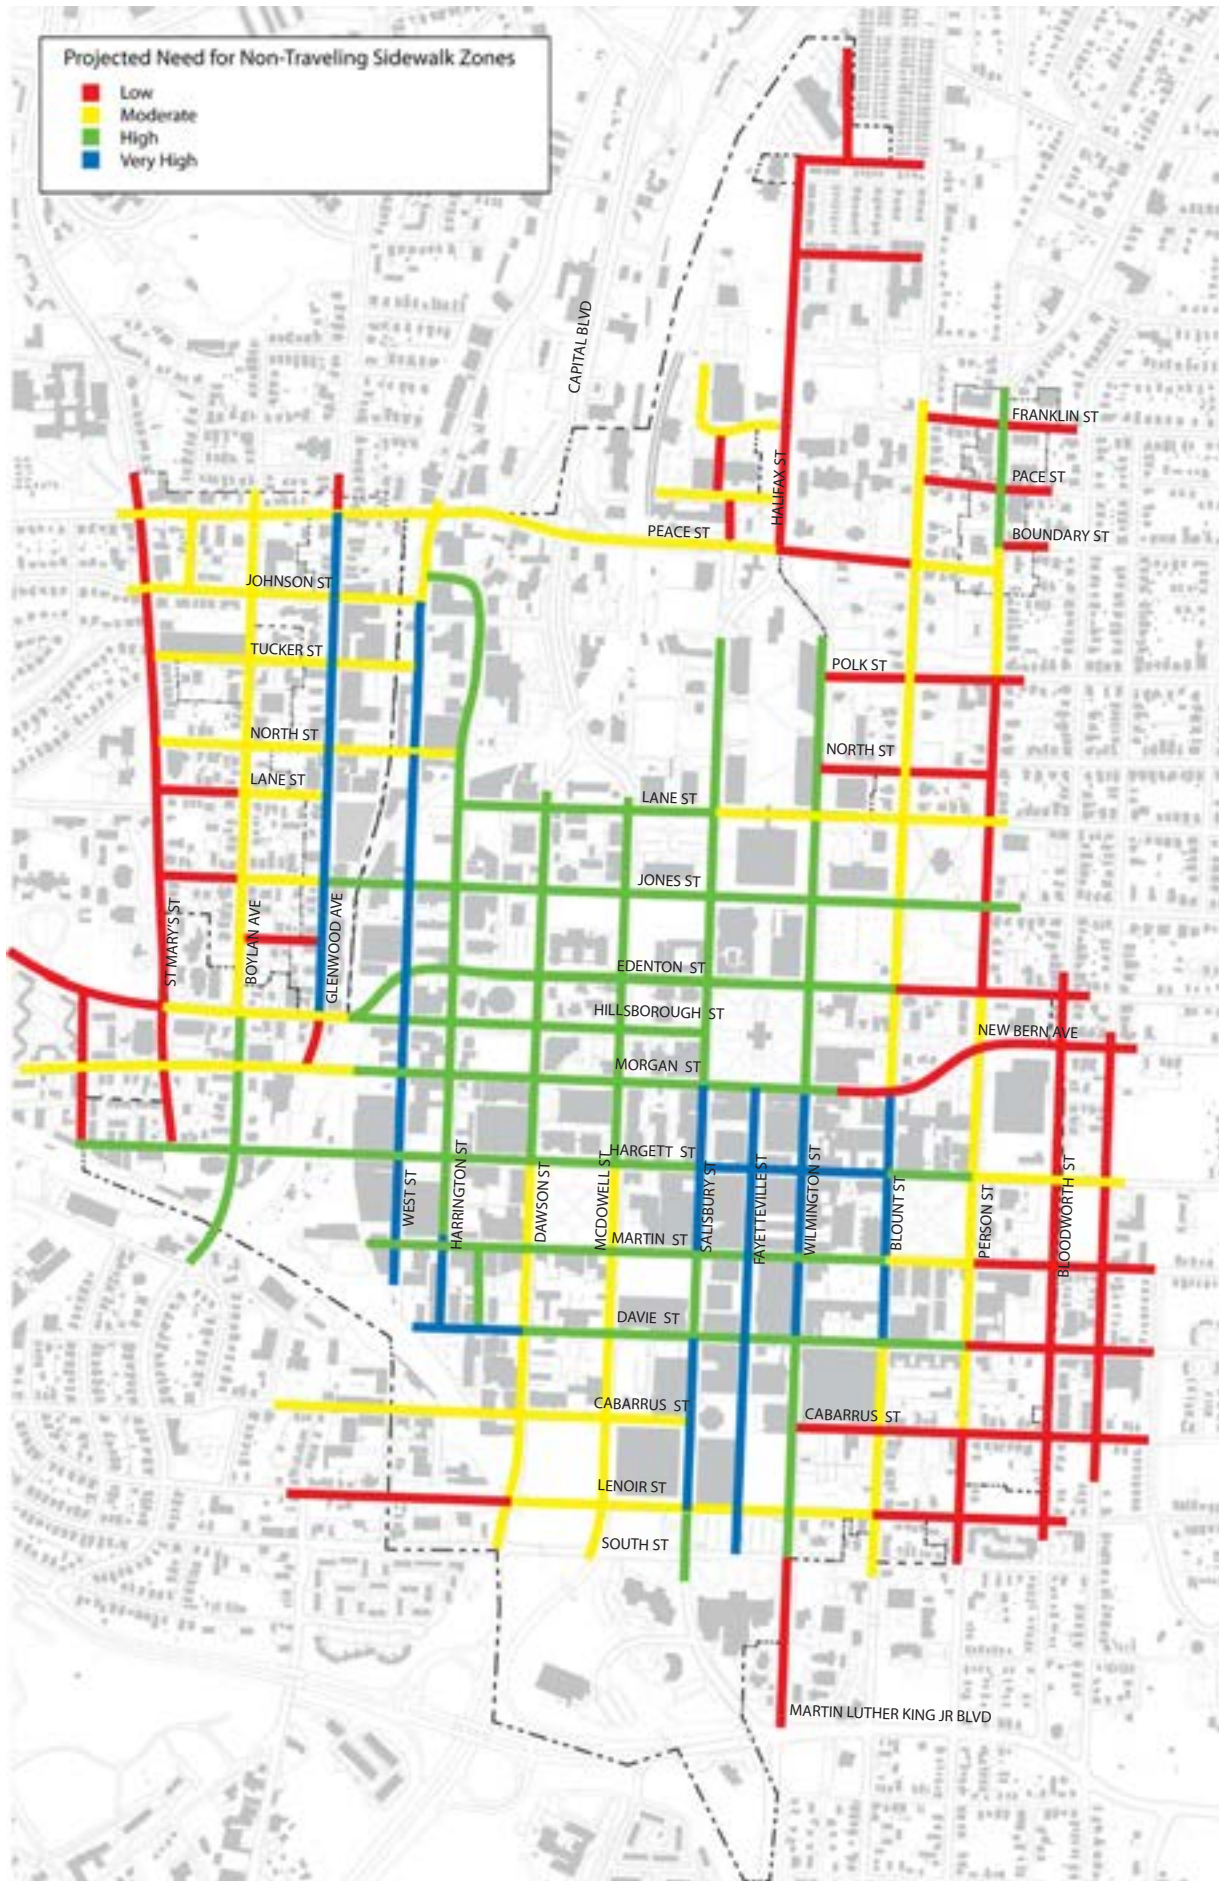 Projected Need for Non-Traveling Sidewalk Zones
Low
Moderate
High
Very High
CAPITAL BLVD
FRANKLIN ST
PACE ST
HALIFAX ST
BOUNDARY ST
PEACE ST
JOHNSON ST
TUCKER ST
POLK ST
NORTH ST
NORTH ST
LANE ST
LANE ST
JONES ST
ST MARY'S ST
BOYLAN AVE
GLENWOOD AVE
EDENTON ST
HILLSBOROUGH ST
NEW BERN AVE
MORGAN ST
HARGETT ST
WEST ST
HARRINGTON ST
DAWSON ST
MCDOWELL ST
SALISBURY ST
FAYETTEVILLE ST
WILMINGTON ST
BLOUNT ST
PERSON ST
BLOODWORTH ST
MARTIN ST
DAVIE ST
CABARRUS ST
CABARRUS ST
LENOIR ST
SOUTH ST
MARTIN LUTHER KING JR BLVD